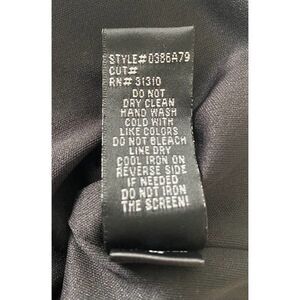 STYLE# 0386A79
CUT#
RN# 31310
DO NOT
DRY CLEAN
HAND WASH
COLD WITH
LIKE COLORS
DO NOT BLEACH
LINE DRY
COOL IRON ON
REVERSE SIDE
IF NEEDED
DO NOT IRON
THE SCREEN!